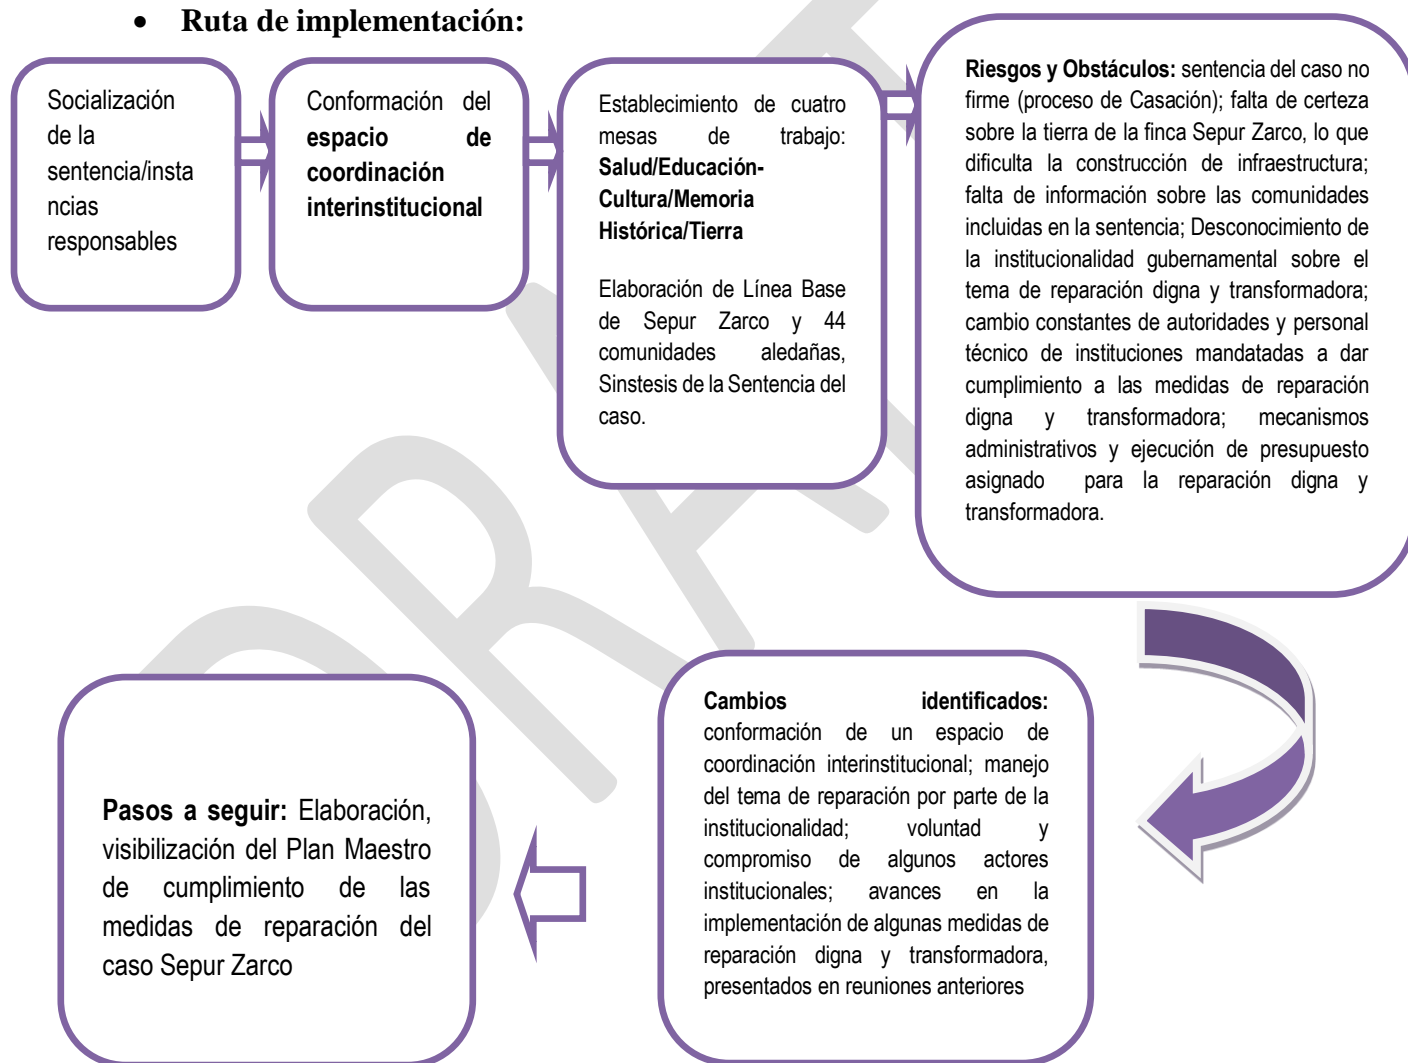 • Ruta de implementación:
Socialización
de la
sentencia/insta
ncias
responsables
Conformación del
espacio de
coordinación
interinstitucional
Establecimiento de cuatro
mesas de trabajo:
Salud/Educación-
Cultura/Memoria
Histórica/Tierra
Elaboración de Línea Base
de Sepur Zarco y 44
comunidades aledañas,
Sinstesis de la Sentencia del
caso.
Riesgos y Obstáculos: sentencia del caso no
firme (proceso de Casación); falta de certeza
sobre la tierra de la finca Sepur Zarco, lo que
dificulta la construcción de infraestructura;
falta de información sobre las comunidades
incluidas en la sentencia; Desconocimiento de
la institucionalidad gubernamental sobre el
tema de reparación digna y transformadora;
cambio constantes de autoridades y personal
técnico de instituciones mandatadas a dar
cumplimiento a las medidas de reparación
digna y transformadora; mecanismos
administrativos y ejecución de presupuesto
asignado para la reparación digna y
transformadora.
Cambios identificados:
conformación de un espacio de
coordinación interinstitucional; manejo
del tema de reparación por parte de la
institucionalidad; voluntad y
compromiso de algunos actores
institucionales; avances en la
implementación de algunas medidas de
reparación digna y transformadora,
presentados en reuniones anteriores
Pasos a seguir: Elaboración,
visibilización del Plan Maestro
de cumplimiento de las
medidas de reparación del
caso Sepur Zarco
DRA